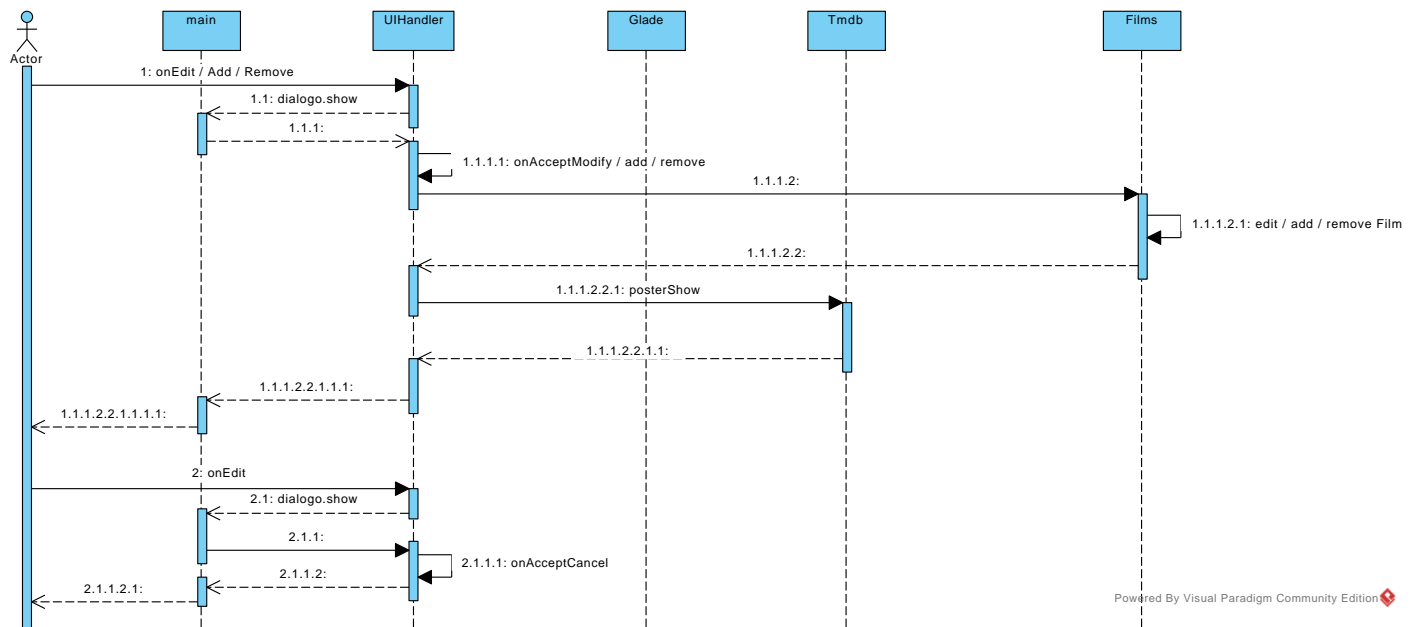 main
UIHandler
Glade
Tmdb
Films
Actor
1: onEdit / Add / Remove
1.1: dialogo.show
1.1.1:
1.1.1.1: onAcceptModify / add / remove
1.1.1.2:
1.1.1.2.1: edit / add / remove Film
1.1.1.2.2:
1.1.1.2.2.1: posterShow
1.1.1.2.2.1.1:
1.1.1.2.2.1.1.1:
1.1.1.2.2.1.1.1.1:
2: onEdit
2.1: dialogo.show
2.1.1:
2.1.1.1: onAcceptCancel
2.1.1.2:
2.1.1.2.1:
Powered By Visual Paradigm Community Edition